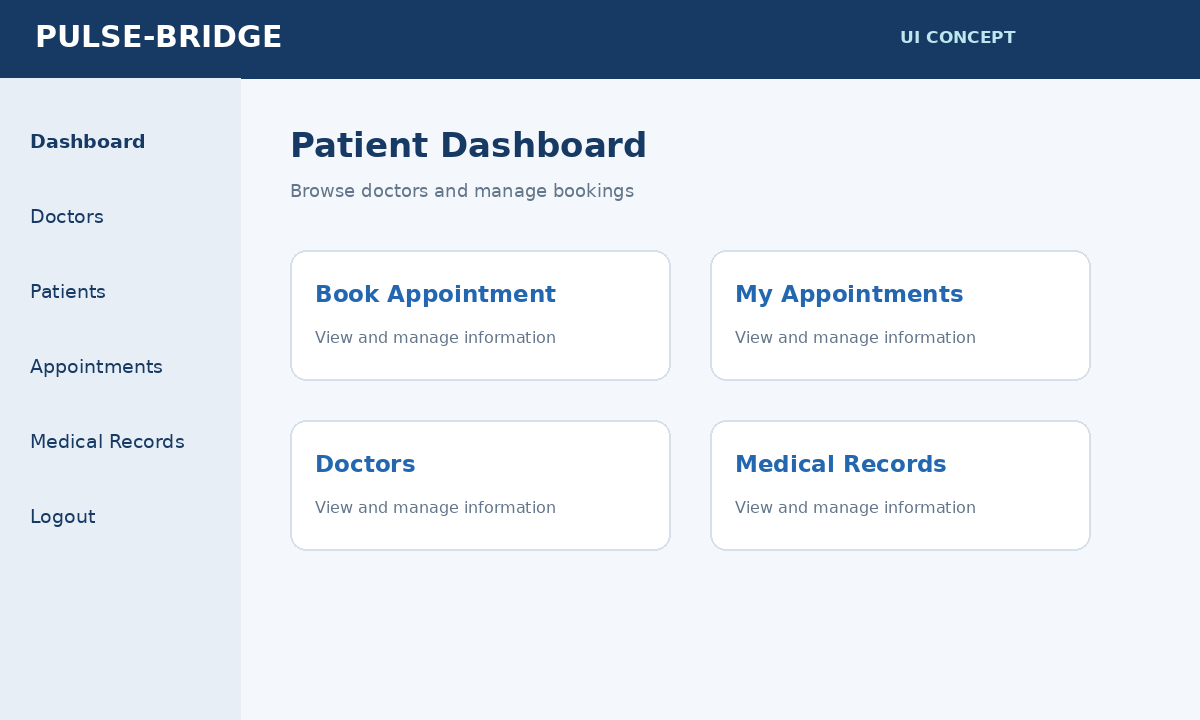 PULSE-BRIDGE
UI CONCEPT
Dashboard
Doctors
Patients
Appointments
Medical Records
Logout
Patient Dashboard
Browse doctors and manage bookings
Book Appointment
View and manage information
My Appointments
View and manage information
Doctors
View and manage information
Medical Records
View and manage information